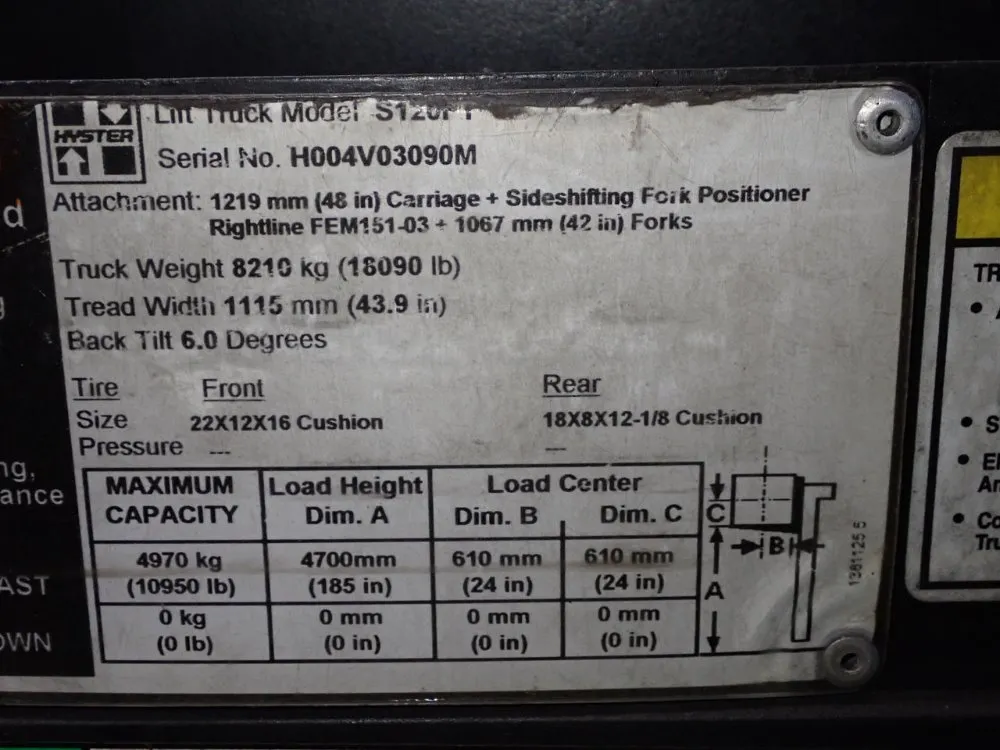 Lift Truck Model
HYSTER
Serial No. H004V03090M
Attachment: 1219 mm (48 in) Carriage + Sideshifting Fork Positioner
Rightline FEM151-03 + 1067 mm (42 in) Forks
Truck Weight 8210 kg (18090 lb)
Tread Width 1115 mm (43.9 in)
Back Tilt 6.0 Degrees
Tire Front Rear
Size 22X12X16 Cushion 18X8X12-1/8 Cushion
Pressure --- ---
MAXIMUM CAPACITY Load Height Dim. A Load Center Dim. B Dim. C
4970 kg 4700mm 610 mm 610 mm
(10950 lb) (185 in) (24 in) (24 in)
0 kg 0 mm 0 mm 0 mm
(0 lb) (0 in) (0 in) (0 in)
C
B
A
d
ng,
ance
AST
OWN
TR
• A
• S
• El
An
• Co
Tru